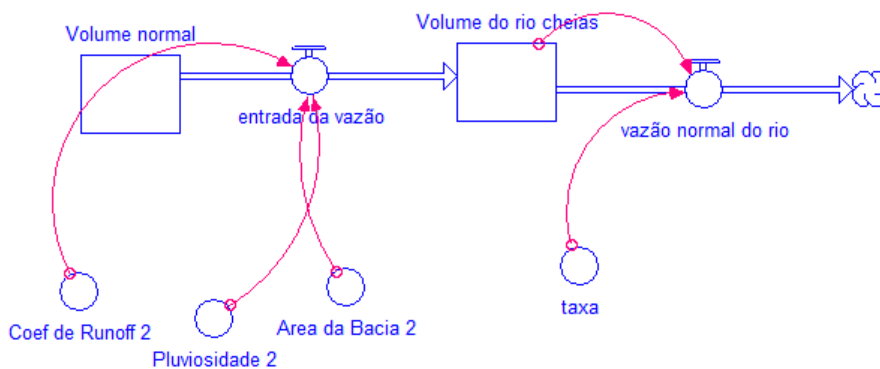 Volume normal
Volume do rio cheias
entrada da vazão
vazão normal do rio
Coef de Runoff 2
Pluviosidade 2
Area da Bacia 2
taxa